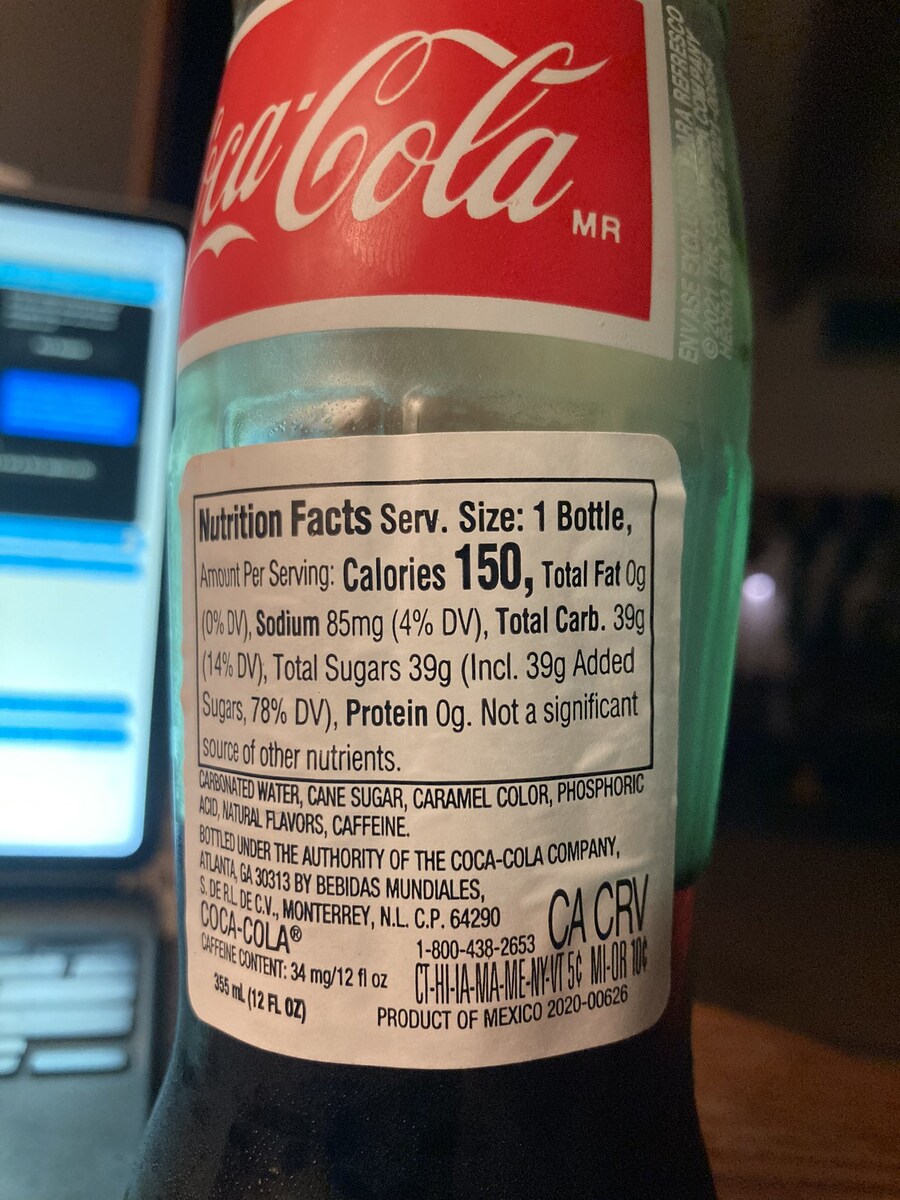 Coca-Cola
MR
PARA REFRESCO
COMPANY
© 2021
Nutrition Facts Serv. Size: 1 Bottle,
Amount Per Serving: Calories 150, Total Fat 0g
(0% DV), Sodium 85mg (4% DV), Total Carb. 39g
(14% DV), Total Sugars 39g (Incl. 39g Added
Sugars, 78% DV), Protein 0g. Not a significant
source of other nutrients.
CARBONATED WATER, CANE SUGAR, CARAMEL COLOR, PHOSPHORIC
ACID, NATURAL FLAVORS, CAFFEINE.
BOTTLED UNDER THE AUTHORITY OF THE COCA-COLA COMPANY,
ATLANTA, GA 30313 BY BEBIDAS MUNDIALES,
S. DE R.L. DE C.V., MONTERREY, N.L. C.P. 64290
COCA-COLA®
1-800-438-2653
CA CRV
CAFFEINE CONTENT: 34 mg/12 fl oz
CT-HI-IA-MA-ME-NY-VT 5¢ MI-OR 10¢
355 mL (12 FL OZ)
PRODUCT OF MEXICO 2020-00626